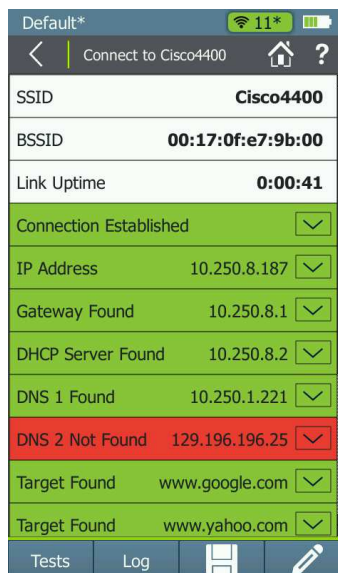 Default*
11*
Connect to Cisco4400
?
SSID Cisco4400
BSSID 00:17:0f:e7:9b:00
Link Uptime 0:00:41
Connection Established
IP Address 10.250.8.187
Gateway Found 10.250.8.1
DHCP Server Found 10.250.8.2
DNS 1 Found 10.250.1.221
DNS 2 Not Found 129.196.196.25
Target Found www.google.com
Target Found www.yahoo.com
Tests Log